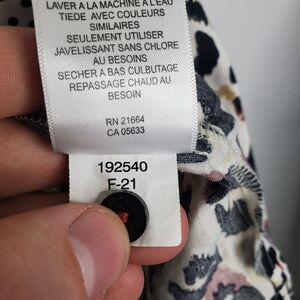 LAVER A LA MACHINE A L'EAU
TIEDE AVEC COULEURS
SIMILAIRES
SEULEMENT UTILISER
JAVELISSANT SANS CHLORE
AU BESOINS
SECHER A BAS CULBUTAGE
REPASSAGE CHAUD AU
BESOIN
RN 21664
CA 05633
192540
F-21